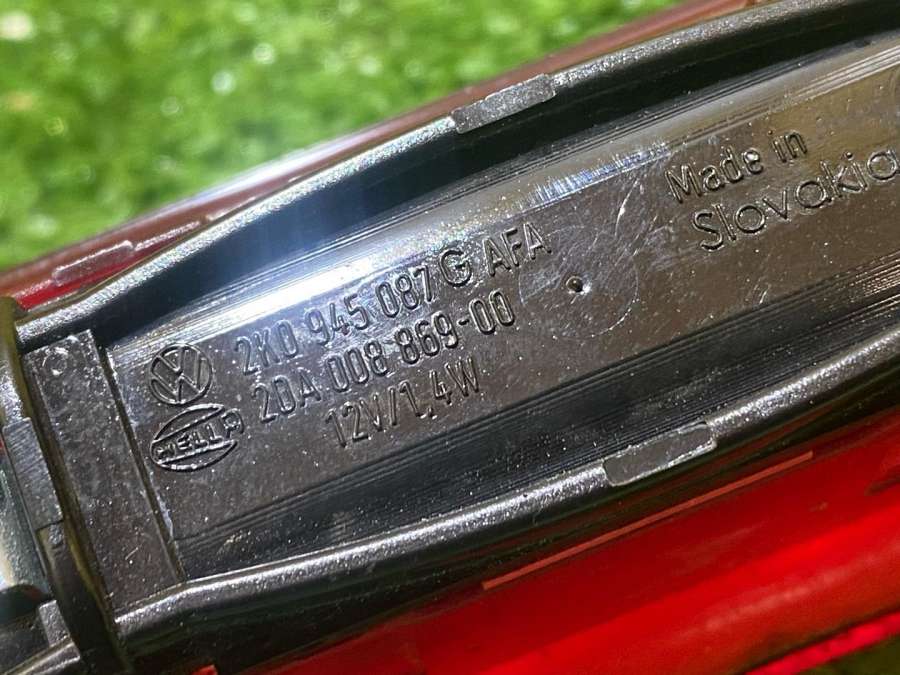 2K0 945 087 G AFA
2DA 008 869-00
12V/1,4W
HELLA
Made in
Slovakia